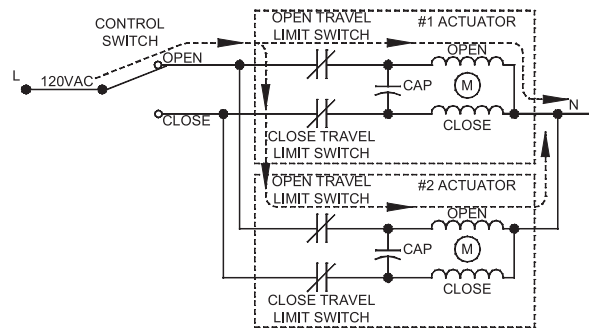 CONTROL
SWITCH
OPEN TRAVEL
LIMIT SWITCH
#1 ACTUATOR
OPEN
OPEN
L
120VAC
M
CAP
N
CLOSE
CLOSE
CLOSE TRAVEL
LIMIT SWITCH
OPEN TRAVEL
LIMIT SWITCH
#2 ACTUATOR
OPEN
CAP
M
CLOSE
CLOSE TRAVEL
LIMIT SWITCH